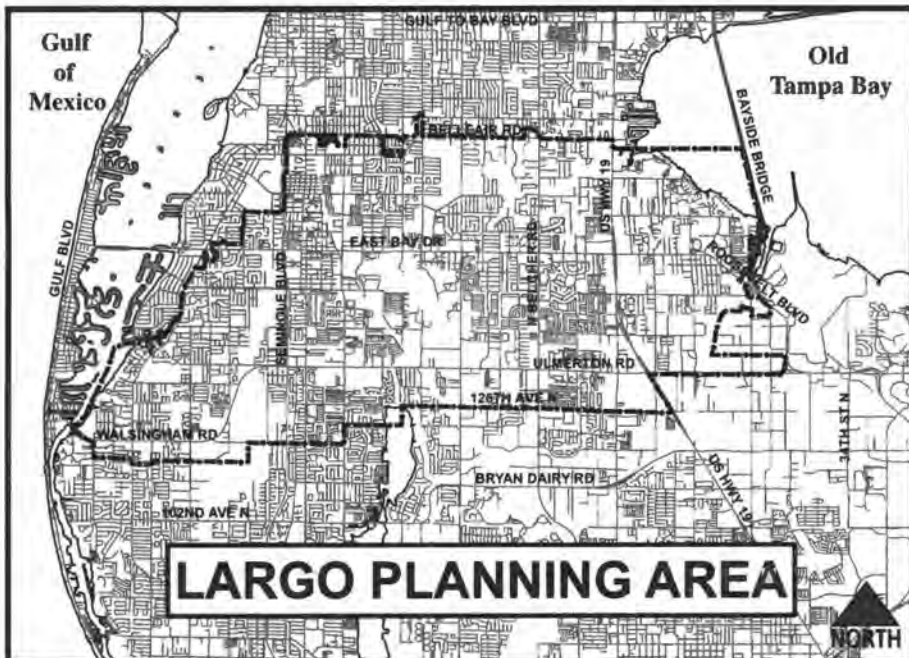 GULF TO BAY BLVD
Gulf
of
Mexico
Old
Tampa Bay
BAYSIDE BRIDGE
BELLEAIR RD
US HWY 19
GULF BLVD
EAST BAY DR
SEMINOLE BLVD
N BELCHER RD
ROOSEVELT BLVD
ULMERTON RD
126TH AVE N
34TH ST N
WALSINGHAM RD
BRYAN DAIRY RD
US HWY 19
102ND AVE N
LARGO PLANNING AREA
NORTH